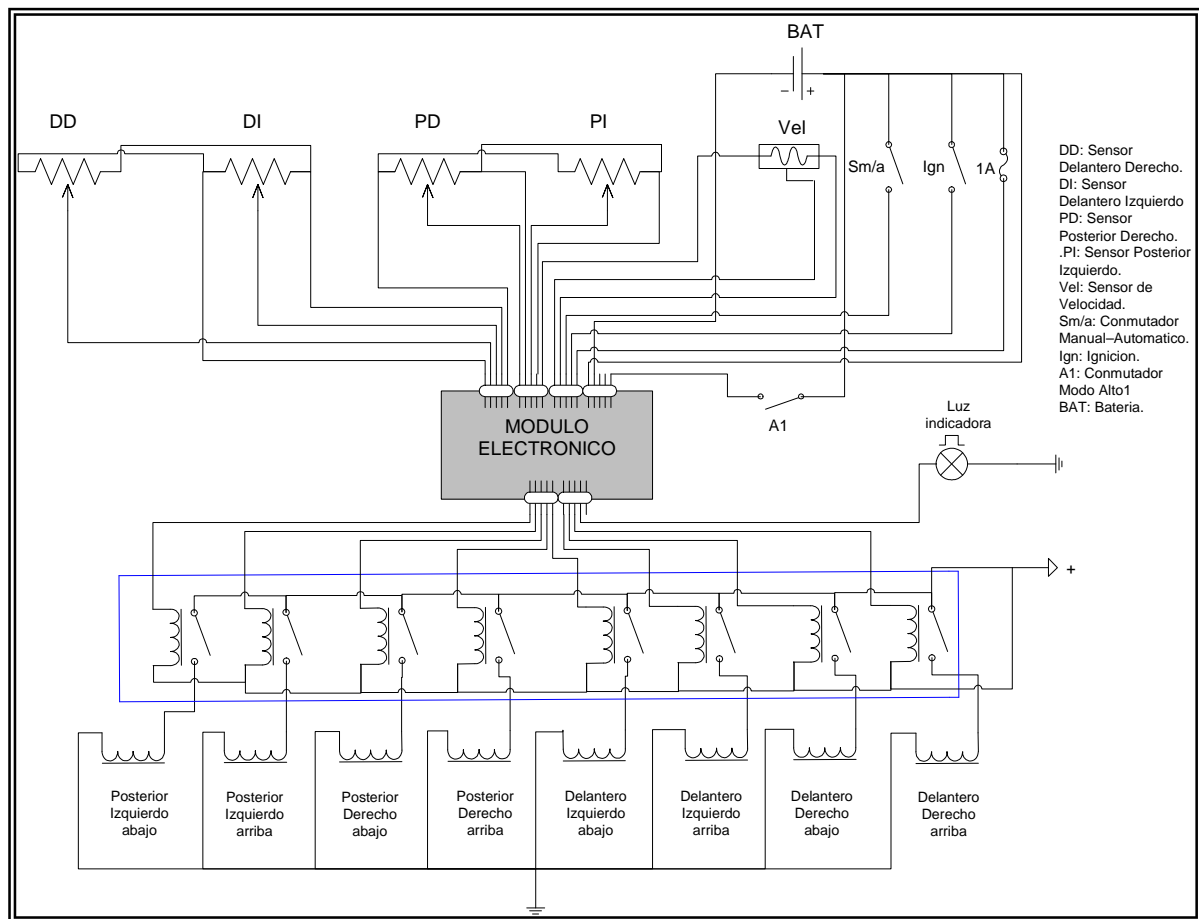 BAT
− +
DD
DI
PD
PI
Vel
Sm/a
Ign
1A
DD: Sensor
Delantero Derecho.
DI: Sensor
Delantero Izquierdo
PD: Sensor
Posterior Derecho.
.PI: Sensor Posterior
Izquierdo.
Vel: Sensor de
Velocidad.
Sm/a: Conmutador
Manual–Automatico.
Ign: Ignicion.
A1: Conmutador
Modo Alto1
BAT: Bateria.
A1
MODULO
ELECTRONICO
Luz
indicadora
+
Posterior
Izquierdo
abajo
Posterior
Izquierdo
arriba
Posterior
Derecho
abajo
Posterior
Derecho
arriba
Delantero
Izquierdo
abajo
Delantero
Izquierdo
arriba
Delantero
Derecho
abajo
Delantero
Derecho
arriba